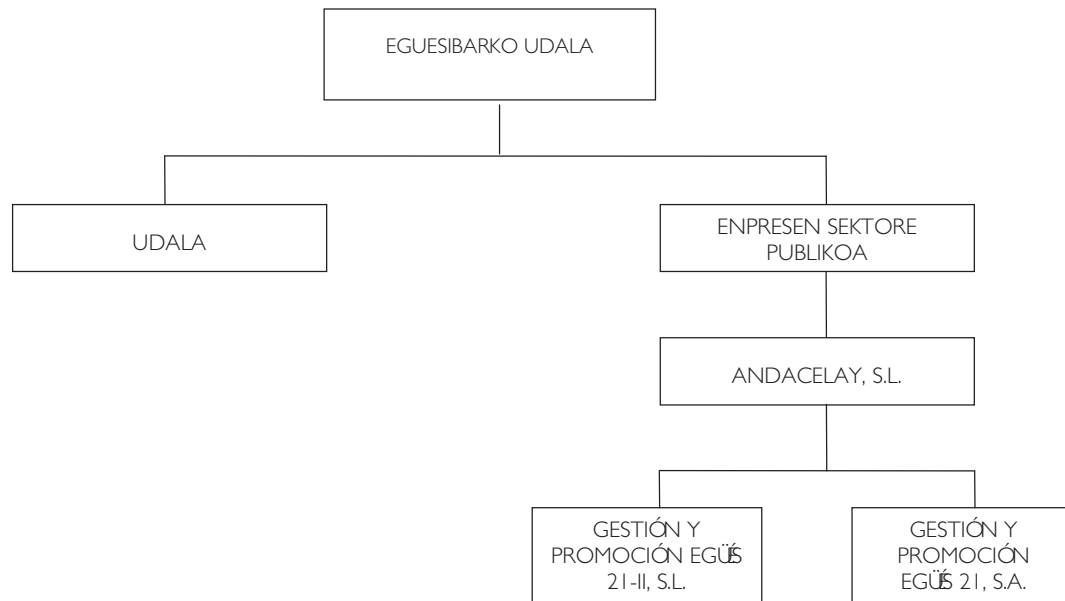 EGUESIBARKO UDALA
UDALA
ENPRESEN SEKTORE
PUBLIKOA
ANDACELAY, S.L.
GESTIÓN Y
PROMOCIÓN EGÜÉS
21-II, S.L.
GESTIÓN Y
PROMOCIÓN
EGÜÉS 21, S.A.